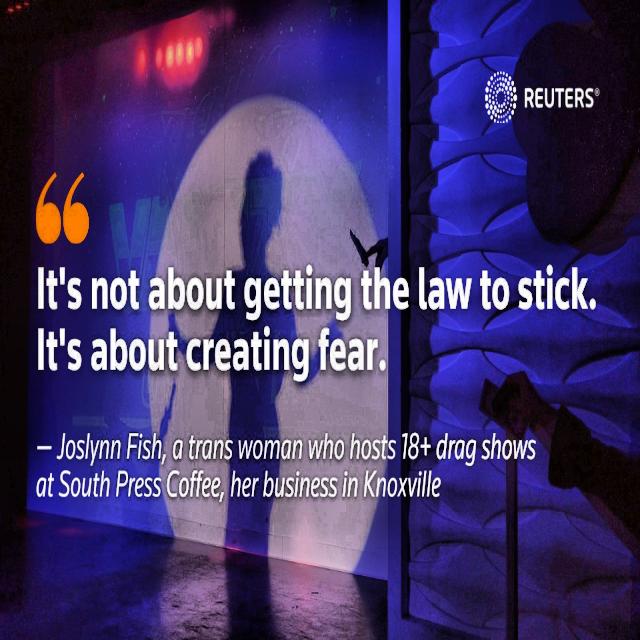 REUTERS®
“
It's not about getting the law to stick.
It's about creating fear.
– Joslynn Fish, a trans woman who hosts 18+ drag shows
at South Press Coffee, her business in Knoxville